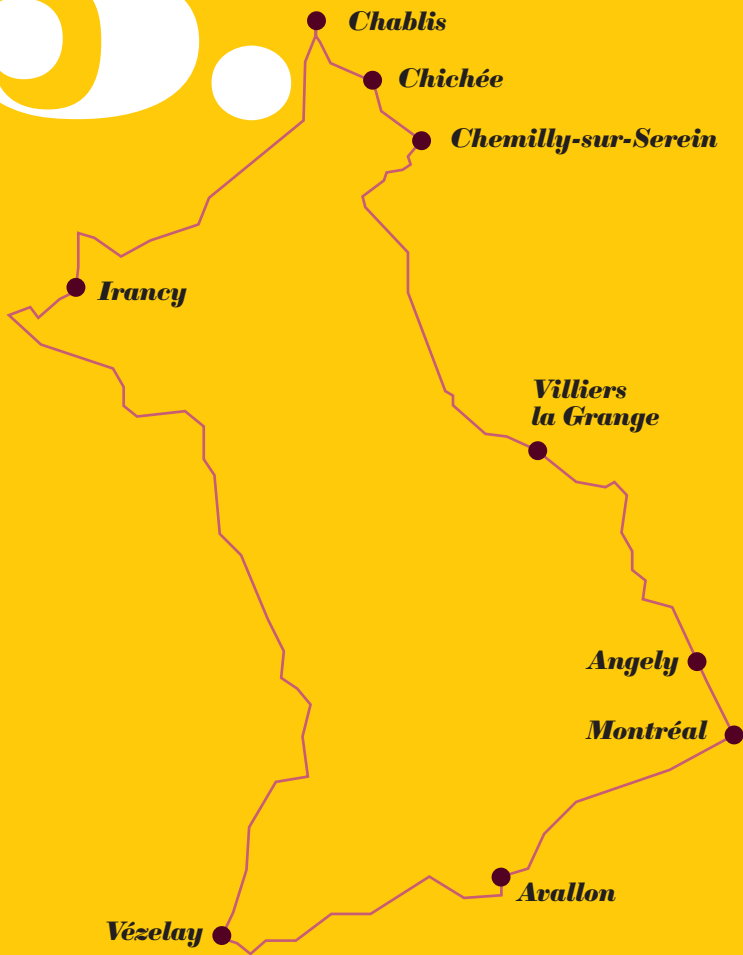 Chablis
Chichée
Chemilly-sur-Serein
Irancy
Villiers
la Grange
Angely
Montréal
Avallon
Vézelay